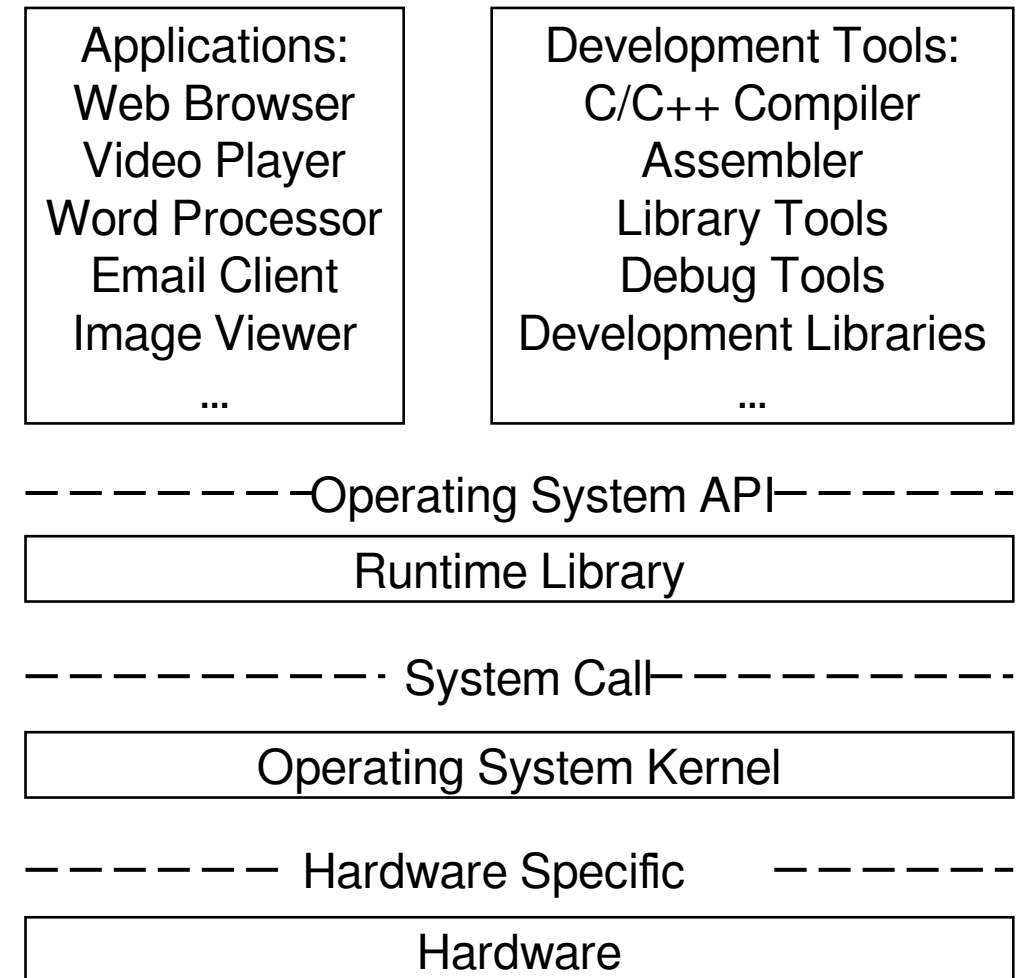 Applications:
Web Browser
Video Player
Word Processor
Email Client
Image Viewer
...
Development Tools:
C/C++ Compiler
Assembler
Library Tools
Debug Tools
Development Libraries
...
Operating System API
Runtime Library
System Call
Operating System Kernel
Hardware Specific
Hardware